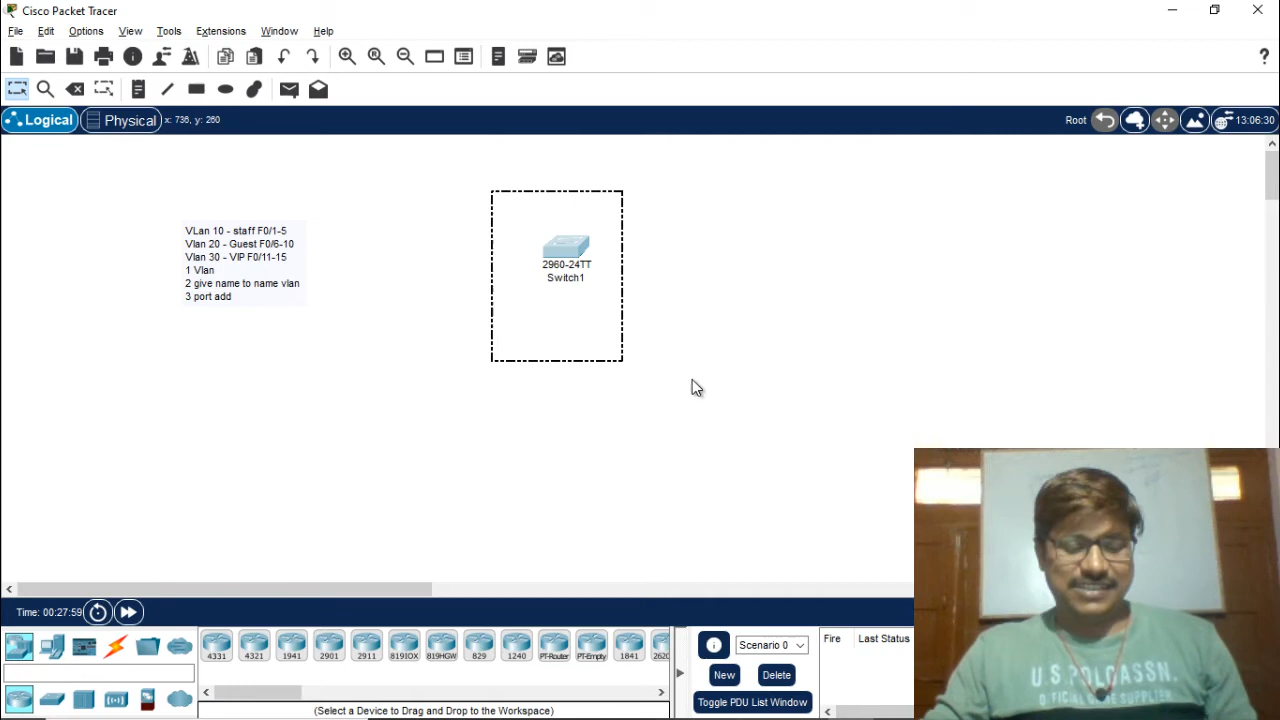 Cisco Packet Tracer
File Edit Options View Tools Extensions Window Help
Logical Physical x: 736, y: 280 Root 13:06:30
VLan 10 - staff F0/1-5
Vlan 20 - Guest F0/6-10
Vlan 30 - VIP F0/11-15
1 Vlan
2 give name to name vlan
3 port add
2960-24TT
Switch1
Time: 00:27:59
4331 4321 1941 2901 2911 819IOX 819HGW 829 1240 PT-Router PT-Empty 1841 2620
Scenario 0 Fire Last Status
New Delete
Toggle PDU List Window
(Select a Device to Drag and Drop to the Workspace)
U.S. POLO ASSN.